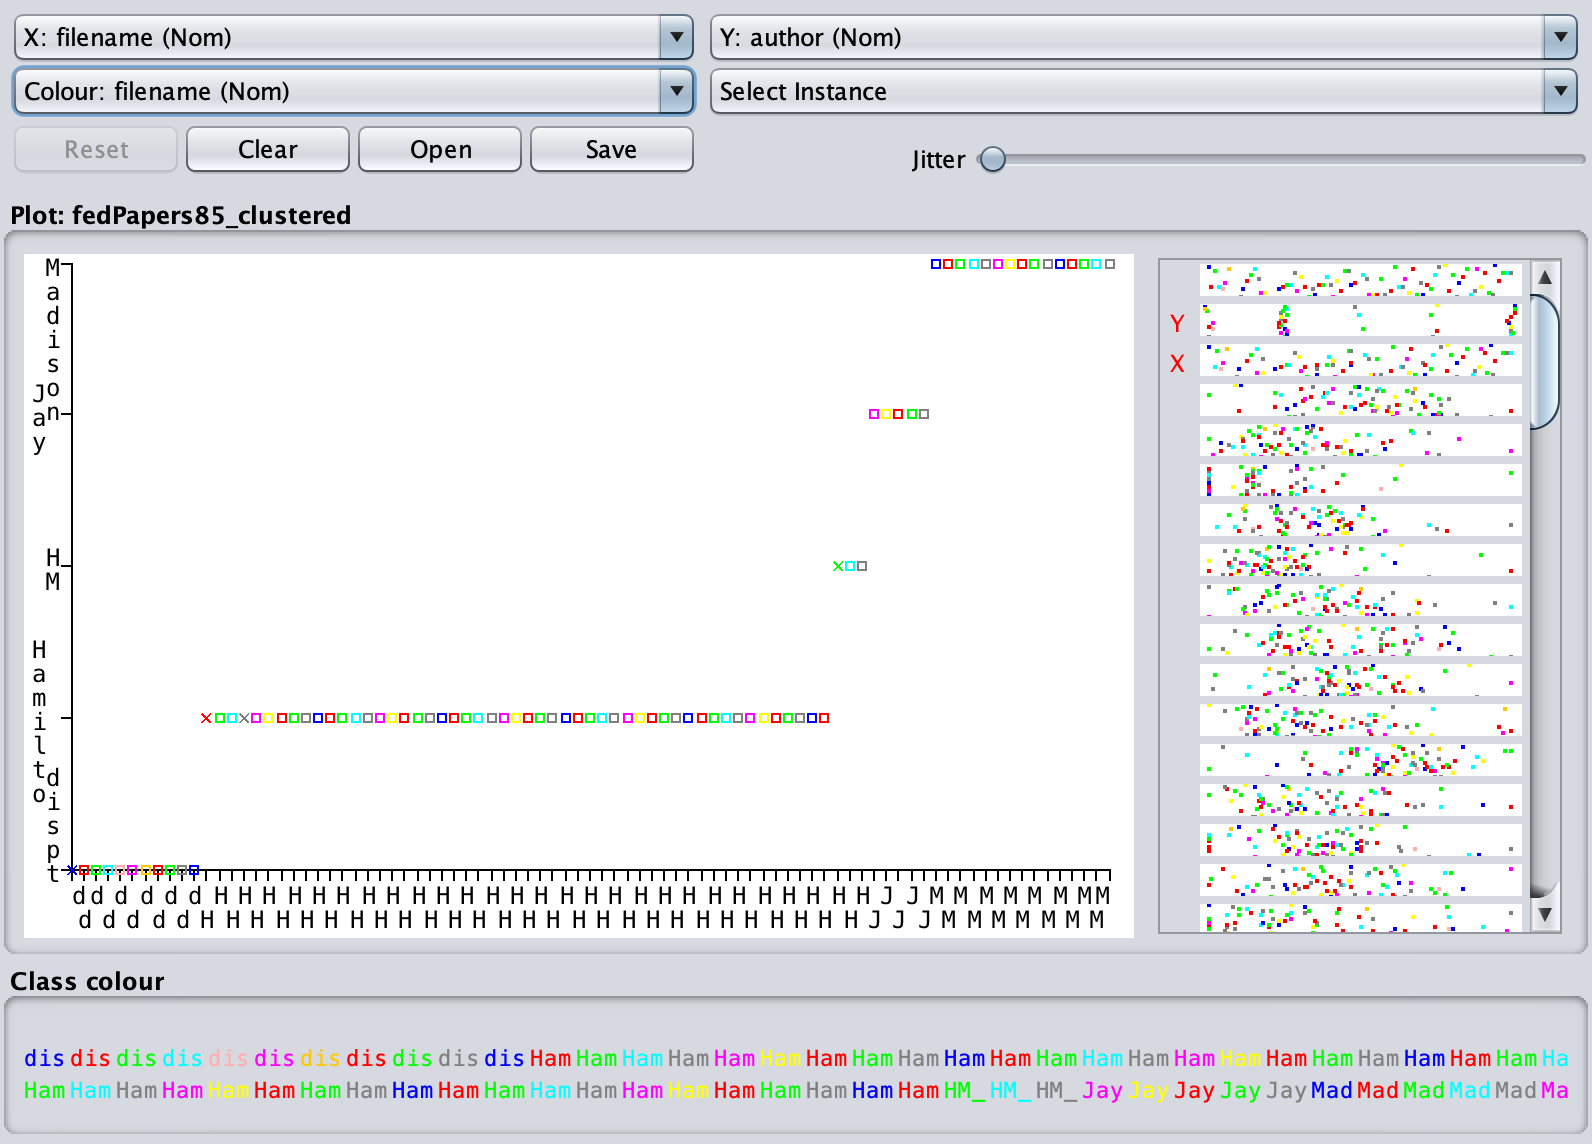 X: filename (Nom)
Y: author (Nom)
Colour: filename (Nom)
Select Instance
Reset
Clear
Open
Save
Jitter
Plot: fedPapers85_clustered
Madison
Jay
HM
Hamilto
dispt
Y
X
d d d d d d H H H H H H H H H H H H H H H H H H H H H H H H H H H J J M M M M M M M M
d d d d d H H H H H H H H H H H H H H H H H H H H H H H H H H H J J J M M M M M M M
Class colour
dis dis dis dis dis dis dis dis dis dis dis Ham Ham Ham Ham Ham Ham Ham Ham Ham Ham Ham Ham Ham Ham Ham Ham Ham Ham Ham Ham Ham Ham Ha
Ham Ham Ham Ham Ham Ham Ham Ham Ham Ham Ham Ham Ham Ham Ham Ham Ham Ham Ham Ham HM_ HM_ HM_ Jay Jay Jay Jay Jay Mad Mad Mad Mad Mad Ma